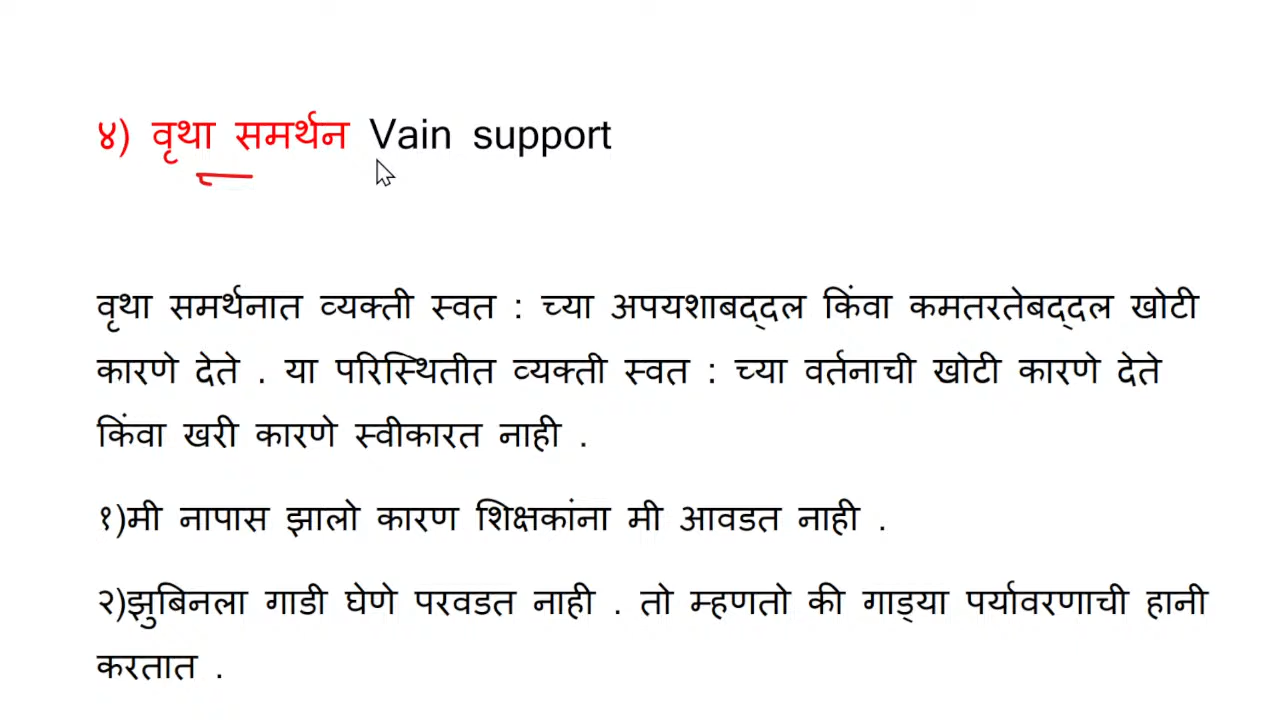 ४) वृथा समर्थन Vain support
वृथा समर्थनात व्यक्ती स्वत : च्या अपयशाबद्दल किंवा कमतरतेबद्दल खोटी
कारणे देते . या परिस्थितीत व्यक्ती स्वत : च्या वर्तनाची खोटी कारणे देते
किंवा खरी कारणे स्वीकारत नाही .
१)मी नापास झालो कारण शिक्षकांना मी आवडत नाही .
२)झुबिनला गाडी घेणे परवडत नाही . तो म्हणतो की गाड्या पर्यावरणाची हानी
करतात .